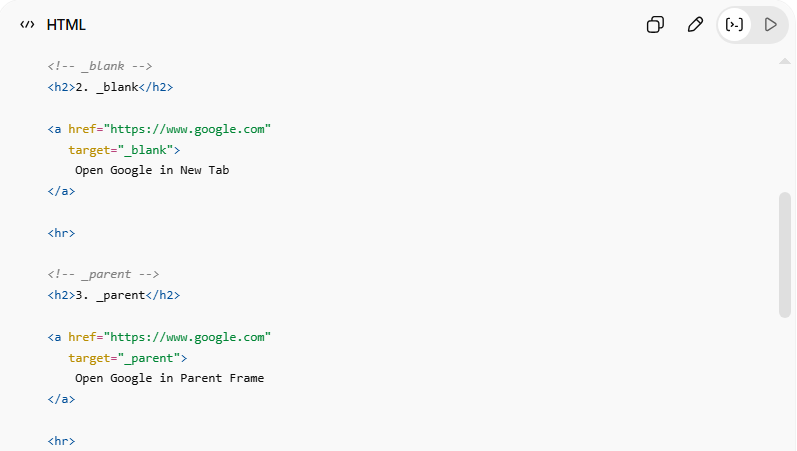 HTML
<!-- _blank -->
<h2>2. _blank</h2>
<a href="https://www.google.com"
target="_blank">
Open Google in New Tab
</a>
<hr>
<!-- _parent -->
<h2>3. _parent</h2>
<a href="https://www.google.com"
target="_parent">
Open Google in Parent Frame
</a>
<hr>